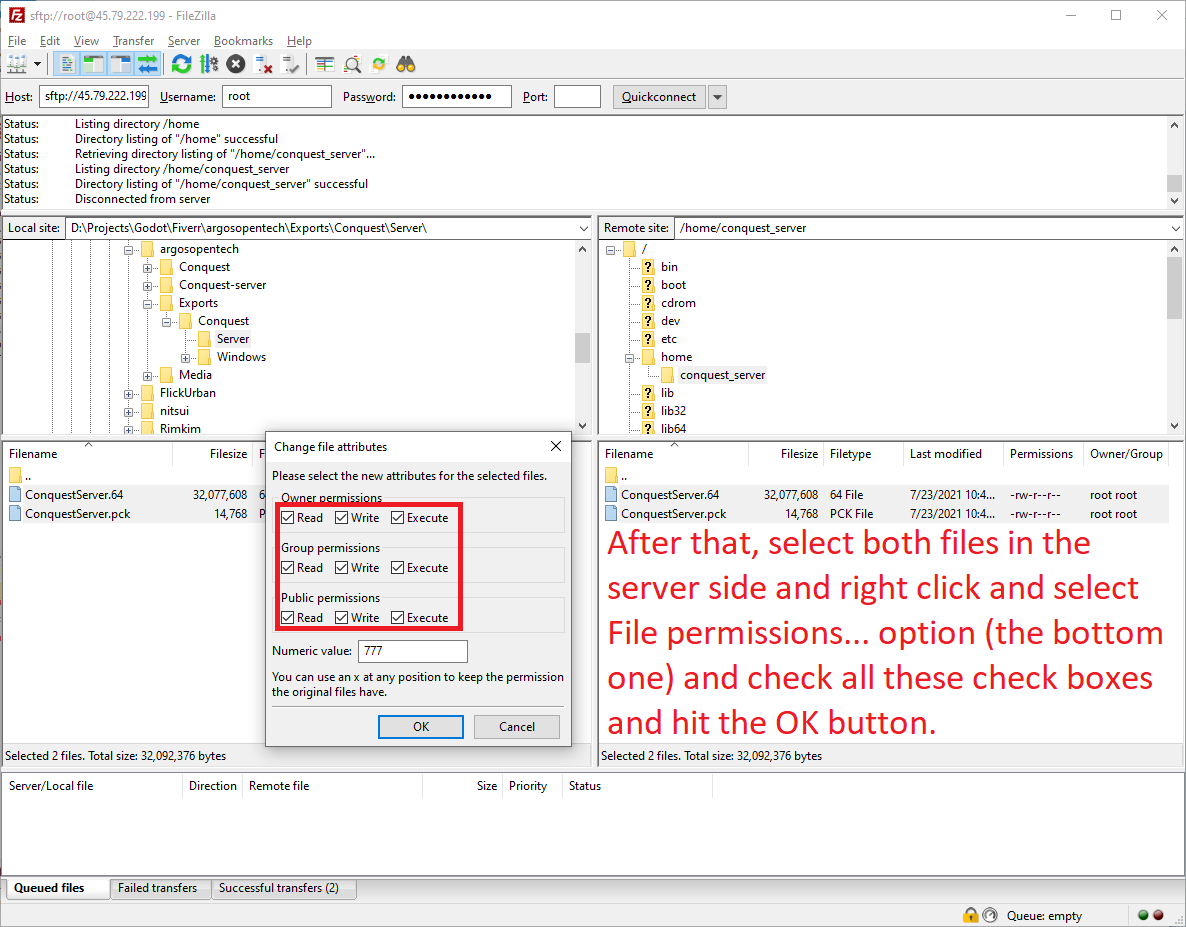 sftp://root@45.79.222.199 - FileZilla
File Edit View Transfer Server Bookmarks Help
Host: sftp://45.79.222.199 Username: root Password: ●●●●●●●●●●●● Port: Quickconnect
Status: Listing directory /home
Status: Directory listing of "/home" successful
Status: Retrieving directory listing of "/home/conquest_server"...
Status: Listing directory /home/conquest_server
Status: Directory listing of "/home/conquest_server" successful
Status: Disconnected from server
Local site: D:\Projects\Godot\Fiverr\argosopentech\Exports\Conquest\Server\
argosopentech
Conquest
Conquest-server
Exports
Conquest
Server
Windows
Media
FlickUrban
nitsui
Rimkim
Remote site: /home/conquest_server
/
? bin
? boot
? cdrom
? dev
? etc
home
conquest_server
? lib
? lib32
? lib64
Filename Filesize F
..
ConquestServer.64 32,077,608 6
ConquestServer.pck 14,768 P
Selected 2 files. Total size: 32,092,376 bytes
Change file attributes
Please select the new attributes for the selected files.
Owner permissions
Read Write Execute
Group permissions
Read Write Execute
Public permissions
Read Write Execute
Numeric value: 777
You can use an x at any position to keep the permission
the original files have.
OK Cancel
Filename Filesize Filetype Last modified Permissions Owner/Group
..
ConquestServer.64 32,077,608 64 File 7/23/2021 10:4... -rw-r--r-- root root
ConquestServer.pck 14,768 PCK File 7/23/2021 10:4... -rw-r--r-- root root
After that, select both files in the
server side and right click and select
File permissions... option (the bottom
one) and check all these check boxes
and hit the OK button.
Selected 2 files. Total size: 32,092,376 bytes
Server/Local file Direction Remote file Size Priority Status
Queued files Failed transfers Successful transfers (2)
Queue: empty